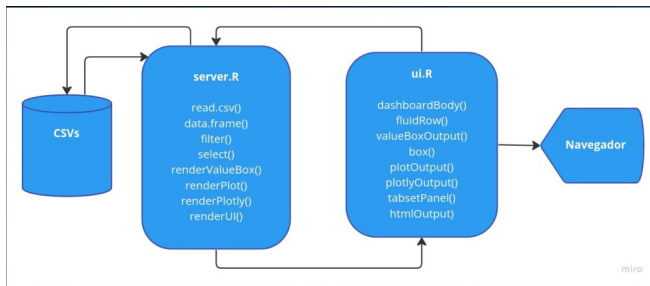 CSVs
server.R
read.csv()
data.frame()
filter()
select()
renderValueBox()
renderPlot()
renderPlotly()
renderUI()
ui.R
dashboardBody()
fluidRow()
valueBoxOutput()
box()
plotOutput()
plotlyOutput()
tabsetPanel()
htmlOutput)
Navegador
miro